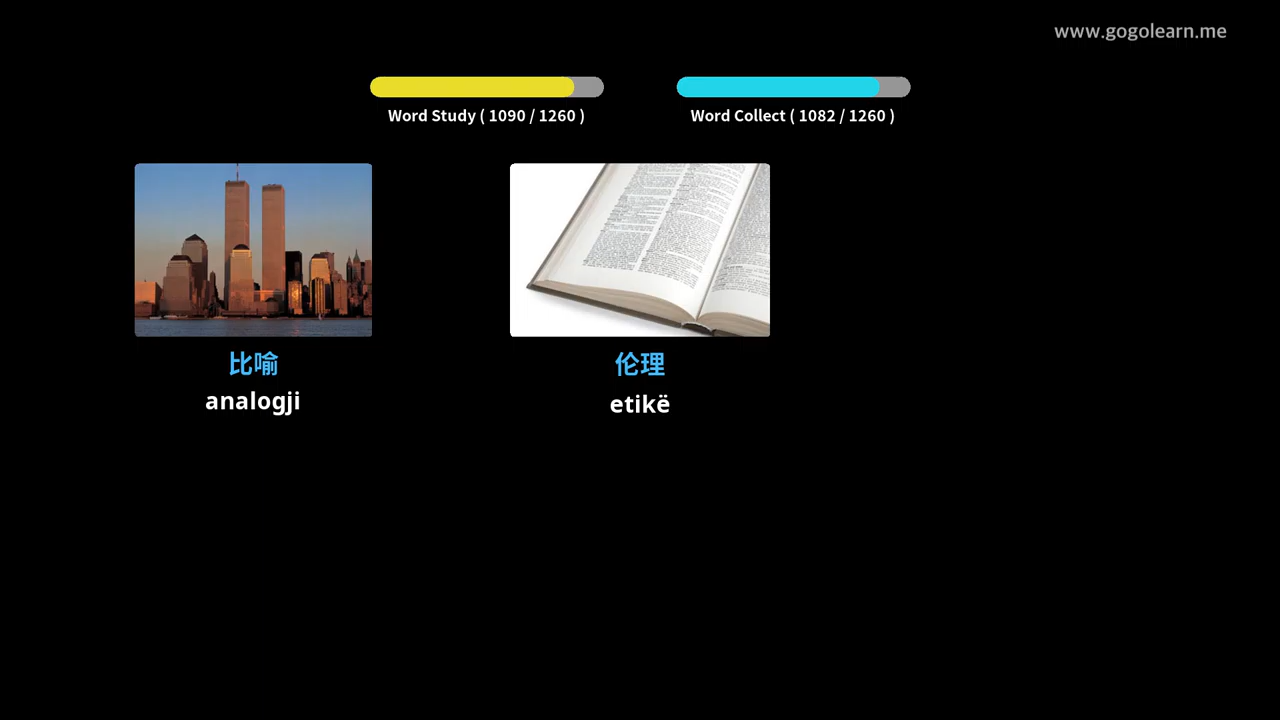 www.gogolearn.me
Word Study ( 1090 / 1260 )
Word Collect ( 1082 / 1260 )
比喻
伦理
analogji
etikë